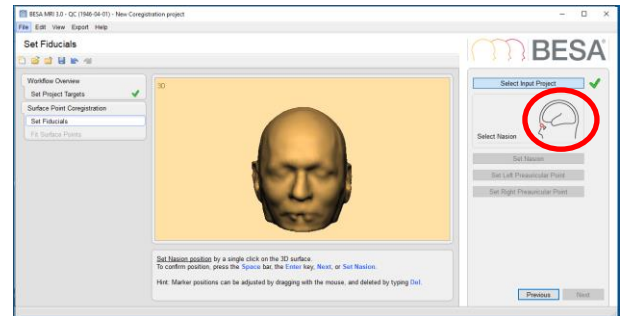 BESA MRI 3.0 - QC (1946-04-01) - New Coregistration project
File Edit View Export Help
Set Fiducials
BESA
Workflow Overview
Set Project Targets
Surface Point Coregistration
Set Fiducials
Fit Surface Points
3D
Set Nasion position by a single click on the 3D surface.
To confirm position, press the Space bar, the Enter key, Next, or Set Nasion.
Hint: Marker positions can be adjusted by dragging with the mouse, and deleted by typing Del.
Select Input Project
Select Nasion
Set Nasion
Set Left Preauricular Point
Set Right Preauricular Point
Previous Next